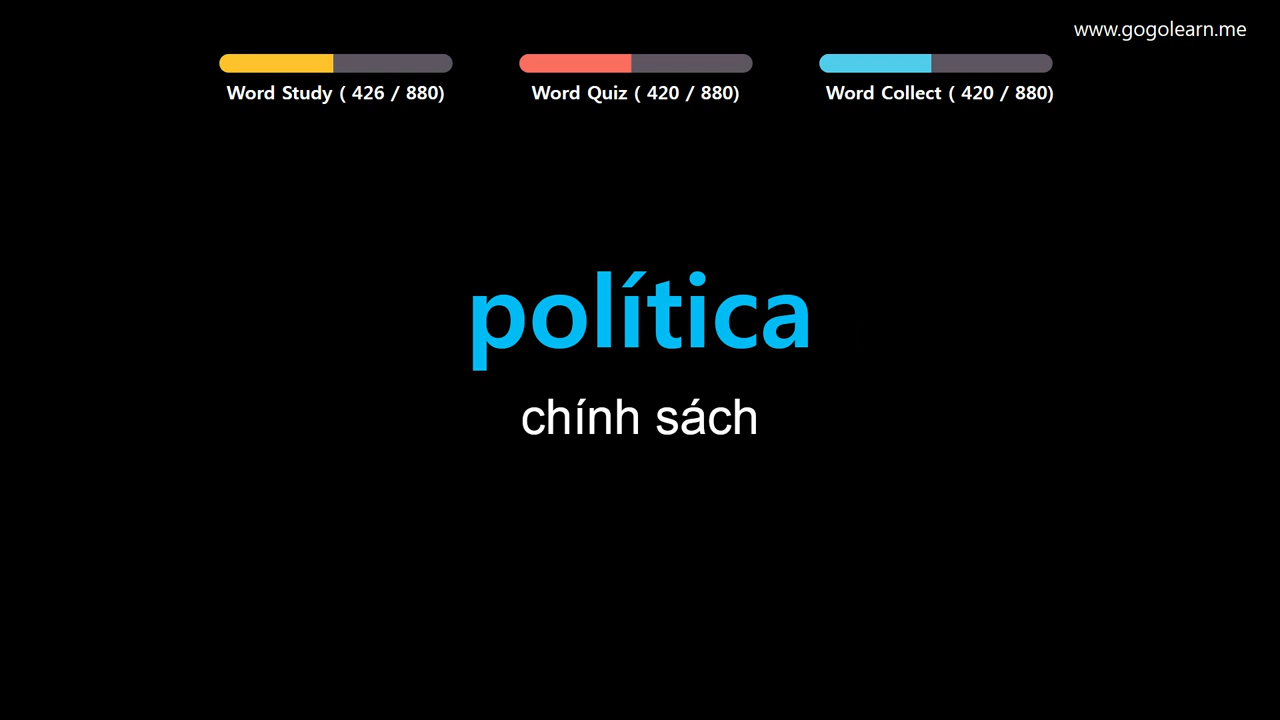 www.gogolearn.me
Word Study ( 426 / 880)
Word Quiz ( 420 / 880)
Word Collect ( 420 / 880)
política
chính sách